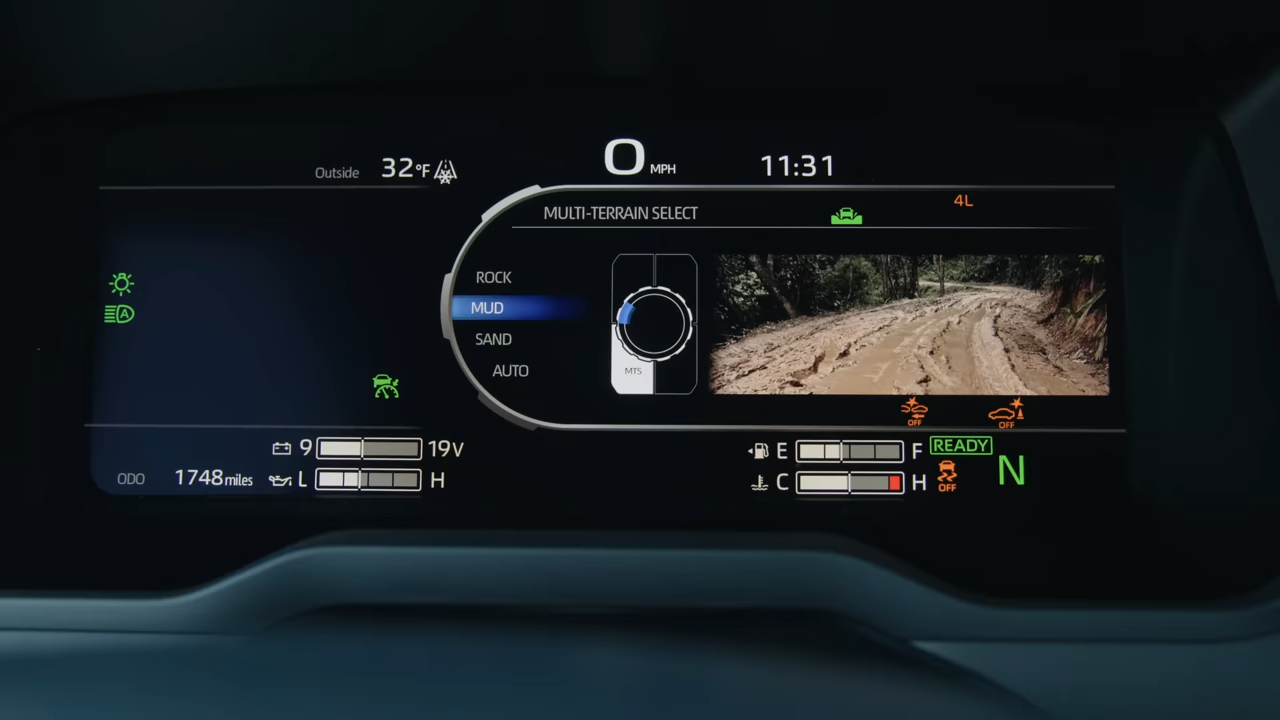 Outside 32°F 0 MPH 11:31
MULTI-TERRAIN SELECT 4L
ROCK
MUD
SAND
AUTO
MTS
A
OFF OFF
9 19V E F READY
ODO 1748 miles L H C H OFF N